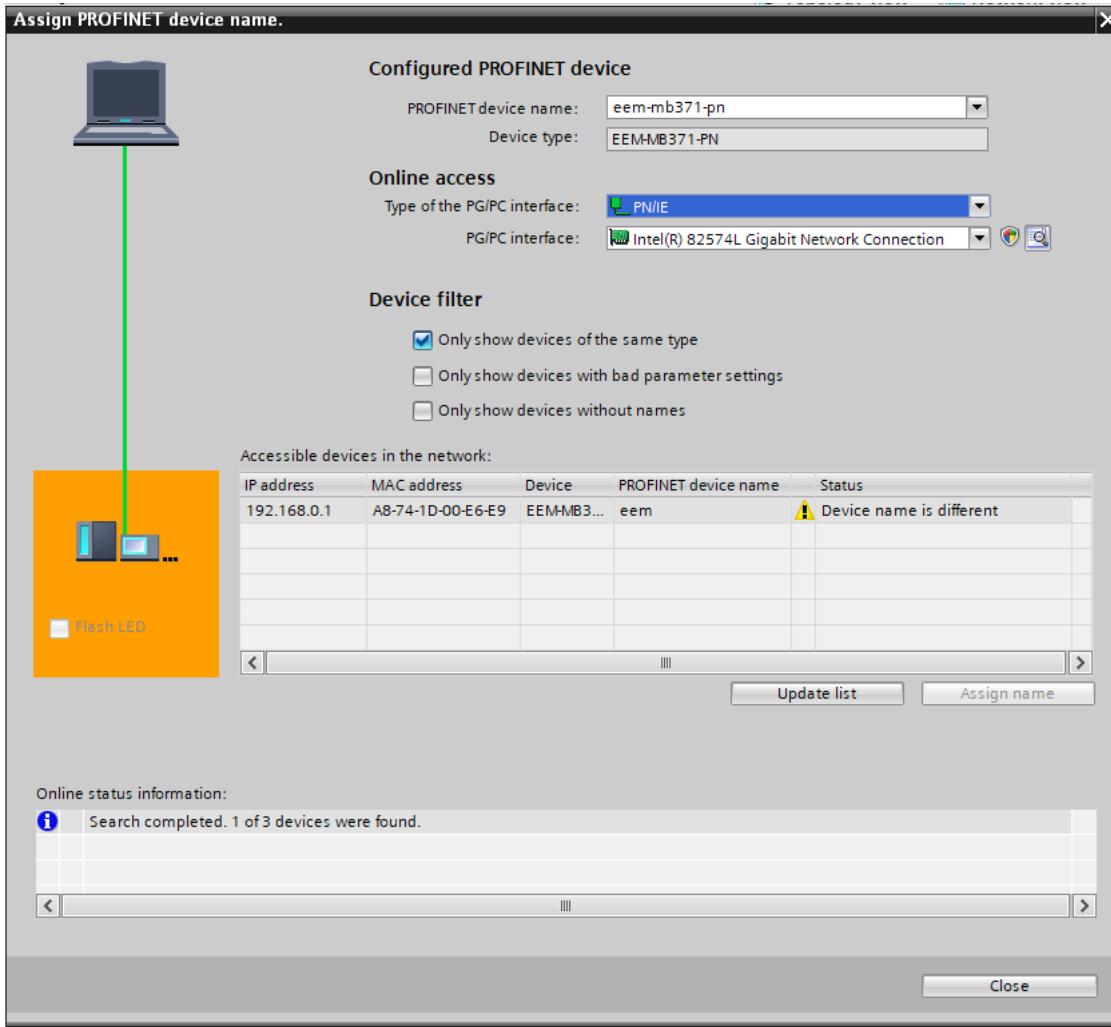 Assign PROFINET device name.
Configured PROFINET device
PROFINET device name: eem-mb371-pn
Device type: EEM-MB371-PN
Online access
Type of the PG/PC interface: PN/IE
PG/PC interface: Intel(R) 82574L Gigabit Network Connection
Device filter
Only show devices of the same type
Only show devices with bad parameter settings
Only show devices without names
Accessible devices in the network:
IP address MAC address Device PROFINET device name Status
192.168.0.1 A8-74-1D-00-E6-E9 EEM-MB3... eem Device name is different
Flash LED
Update list Assign name
Online status information:
Search completed. 1 of 3 devices were found.
Close